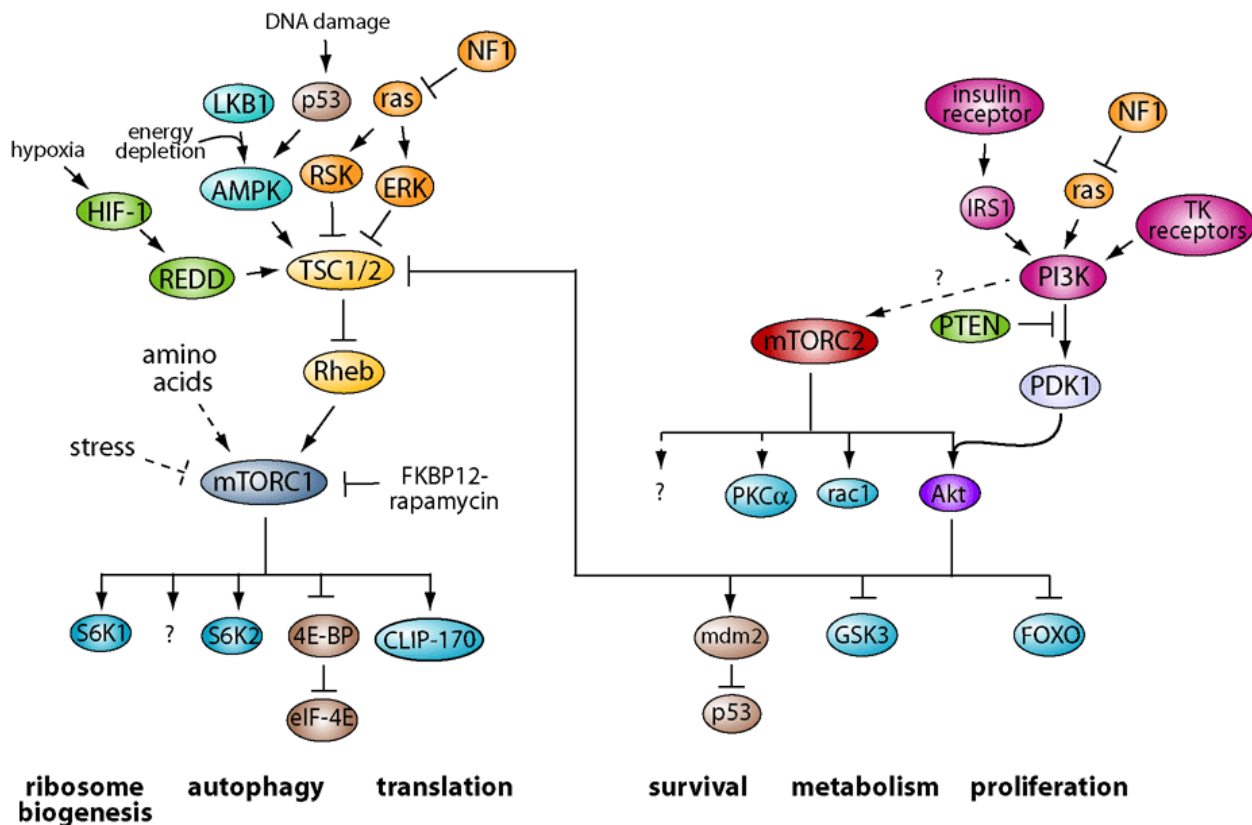 DNA damage
NF1
LKB1
p53
ras
insulin
receptor
NF1
energy
depletion
hypoxia
AMPK
RSK
ERK
IRS1
ras
TK
receptors
HIF-1
REDD
TSC1/2
?
PI3K
mTORC2
PTEN
amino
acids
Rheb
PDK1
stress
mTORC1
FKBP12-
rapamycin
?
PKCα
rac1
Akt
S6K1
?
S6K2
4E-BP
CLIP-170
mdm2
GSK3
FOXO
eIF-4E
p53
ribosome
biogenesis
autophagy
translation
survival
metabolism
proliferation